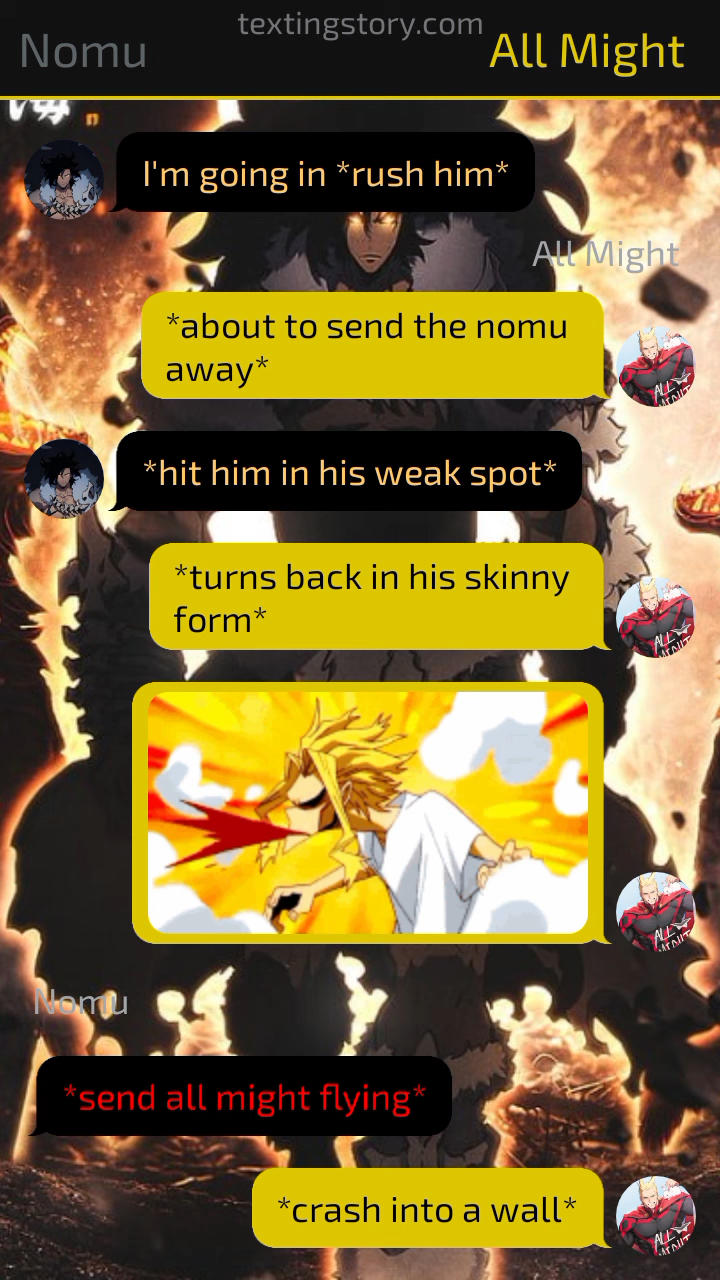 textingstory.com
Nomu
All Might
I'm going in *rush him*
All Might
*about to send the nomu
away*
*hit him in his weak spot*
*turns back in his skinny
form*
Nomu
*send all might flying*
*crash into a wall*